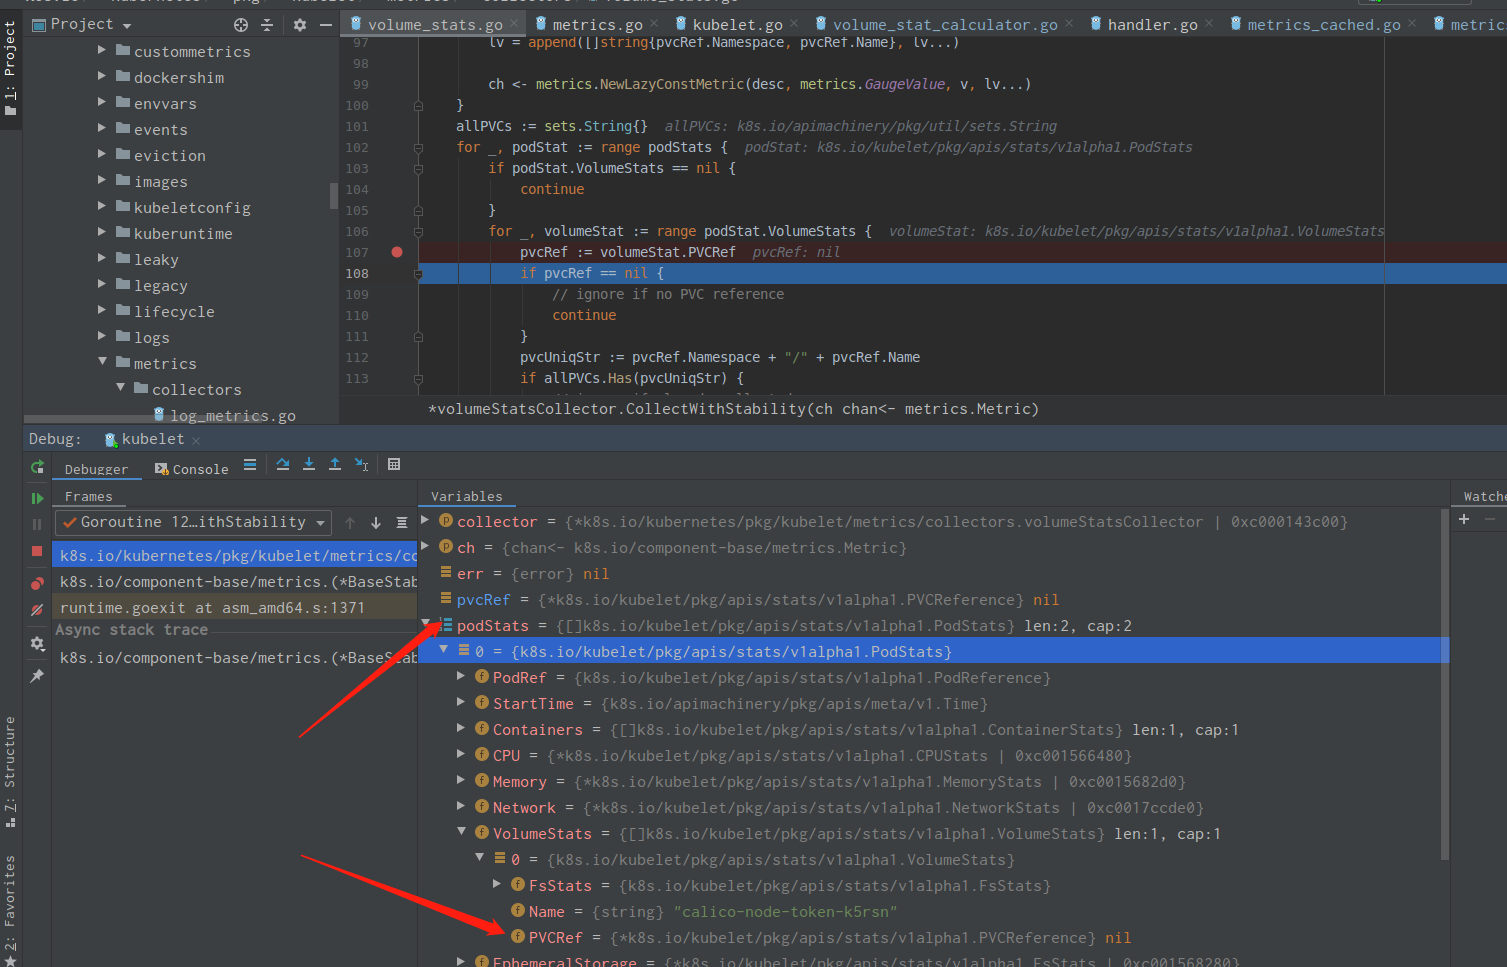 Project
volume_stats.go
metrics.go
kubelet.go
volume_stat_calculator.go
handler.go
metrics_cached.go
metric
1: Project
custommetrics
dockershim
envvars
events
eviction
images
kubeletconfig
kuberuntime
leaky
legacy
lifecycle
logs
metrics
collectors
log_metrics.go
97 lv = append([]string{pvcRef.Namespace, pvcRef.Name}, lv...)
98
99 ch <- metrics.NewLazyConstMetric(desc, metrics.GaugeValue, v, lv...)
100 }
101 allPVCs := sets.String{} allPVCs: k8s.io/apimachinery/pkg/util/sets.String
102 for _, podStat := range podStats { podStat: k8s.io/kubelet/pkg/apis/stats/v1alpha1.PodStats
103 if podStat.VolumeStats == nil {
104 continue
105 }
106 for _, volumeStat := range podStat.VolumeStats { volumeStat: k8s.io/kubelet/pkg/apis/stats/v1alpha1.VolumeStats
107 pvcRef := volumeStat.PVCRef pvcRef: nil
108 if pvcRef == nil {
109 // ignore if no PVC reference
110 continue
111 }
112 pvcUniqStr := pvcRef.Namespace + "/" + pvcRef.Name
113 if allPVCs.Has(pvcUniqStr) {
*volumeStatsCollector.CollectWithStability(ch chan<- metrics.Metric)
Debug: kubelet
Debugger Console
Frames
Goroutine 12...ithStability
k8s.io/kubernetes/pkg/kubelet/metrics/co
k8s.io/component-base/metrics.(*BaseStab
runtime.goexit at asm_amd64.s:1371
Async stack trace
k8s.io/component-base/metrics.(*BaseStab
Variables
collector = {*k8s.io/kubernetes/pkg/kubelet/metrics/collectors.volumeStatsCollector | 0xc000143c00}
ch = {chan<- k8s.io/component-base/metrics.Metric}
err = {error} nil
pvcRef = {*k8s.io/kubelet/pkg/apis/stats/v1alpha1.PVCReference} nil
podStats = {[]k8s.io/kubelet/pkg/apis/stats/v1alpha1.PodStats} len:2, cap:2
0 = {k8s.io/kubelet/pkg/apis/stats/v1alpha1.PodStats}
PodRef = {k8s.io/kubelet/pkg/apis/stats/v1alpha1.PodReference}
StartTime = {k8s.io/apimachinery/pkg/apis/meta/v1.Time}
Containers = {[]k8s.io/kubelet/pkg/apis/stats/v1alpha1.ContainerStats} len:1, cap:1
CPU = {*k8s.io/kubelet/pkg/apis/stats/v1alpha1.CPUStats | 0xc001566480}
Memory = {*k8s.io/kubelet/pkg/apis/stats/v1alpha1.MemoryStats | 0xc0015682d0}
Network = {*k8s.io/kubelet/pkg/apis/stats/v1alpha1.NetworkStats | 0xc0017ccde0}
VolumeStats = {[]k8s.io/kubelet/pkg/apis/stats/v1alpha1.VolumeStats} len:1, cap:1
0 = {k8s.io/kubelet/pkg/apis/stats/v1alpha1.VolumeStats}
FsStats = {k8s.io/kubelet/pkg/apis/stats/v1alpha1.FsStats}
Name = {string} "calico-node-token-k5rsn"
PVCRef = {*k8s.io/kubelet/pkg/apis/stats/v1alpha1.PVCReference} nil
EphemeralStorage = {*k8s.io/kubelet/pkg/apis/stats/v1alpha1.FsStats | 0xc001568280}
Watche
7: Structure
2: Favorites